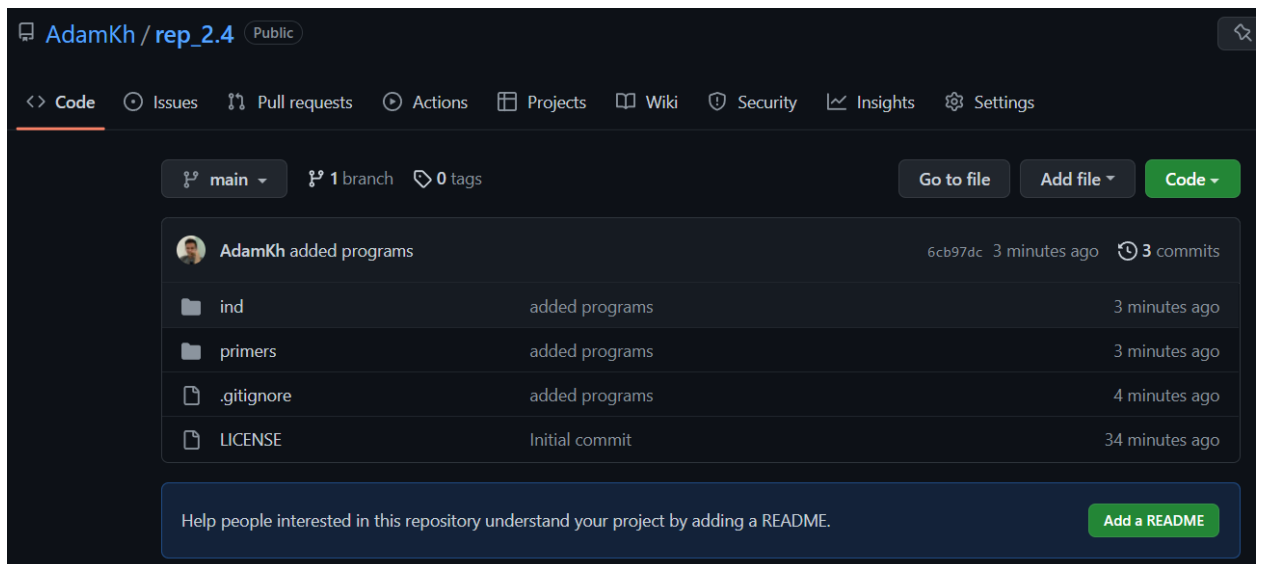 AdamKh / rep_2.4 Public
Code Issues Pull requests Actions Projects Wiki Security Insights Settings
main 1 branch 0 tags Go to file Add file Code
AdamKh added programs 6cb97dc 3 minutes ago 3 commits
ind added programs 3 minutes ago
primers added programs 3 minutes ago
.gitignore added programs 4 minutes ago
LICENSE Initial commit 34 minutes ago
Help people interested in this repository understand your project by adding a README. Add a README